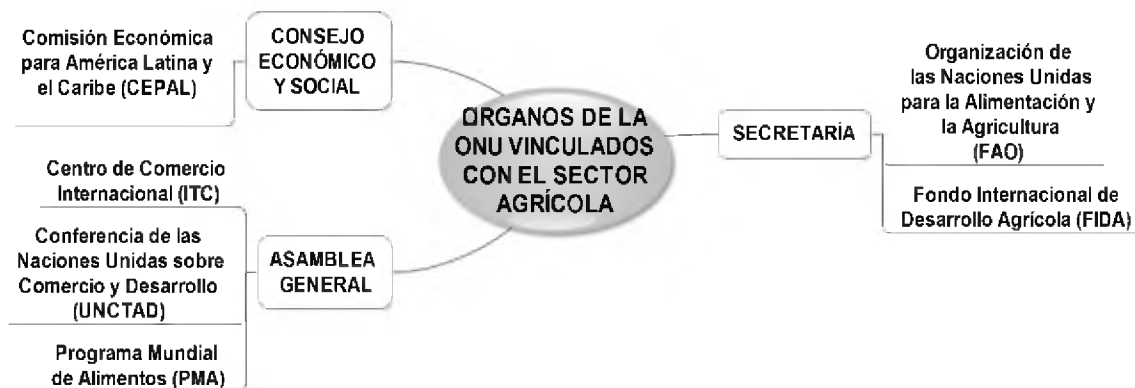 Comisión Económica
para América Latina y
el Caribe (CEPAL)
CONSEJO
ECONÓMICO
Y SOCIAL
Centro de Comercio
Internacional (ITC)
Conferencia de las
Naciones Unidas sobre
Comercio y Desarrollo
(UNCTAD)
Programa Mundial
de Alimentos (PMA)
ASAMBLEA
GENERAL
ÓRGANOS DE LA
ONU VINCULADOS
CON EL SECTOR
AGRÍCOLA
SECRETARÍA
Organización de
las Naciones Unidas
para la Alimentación y
la Agricultura
(FAO)
Fondo Internacional de
Desarrollo Agrícola (FIDA)